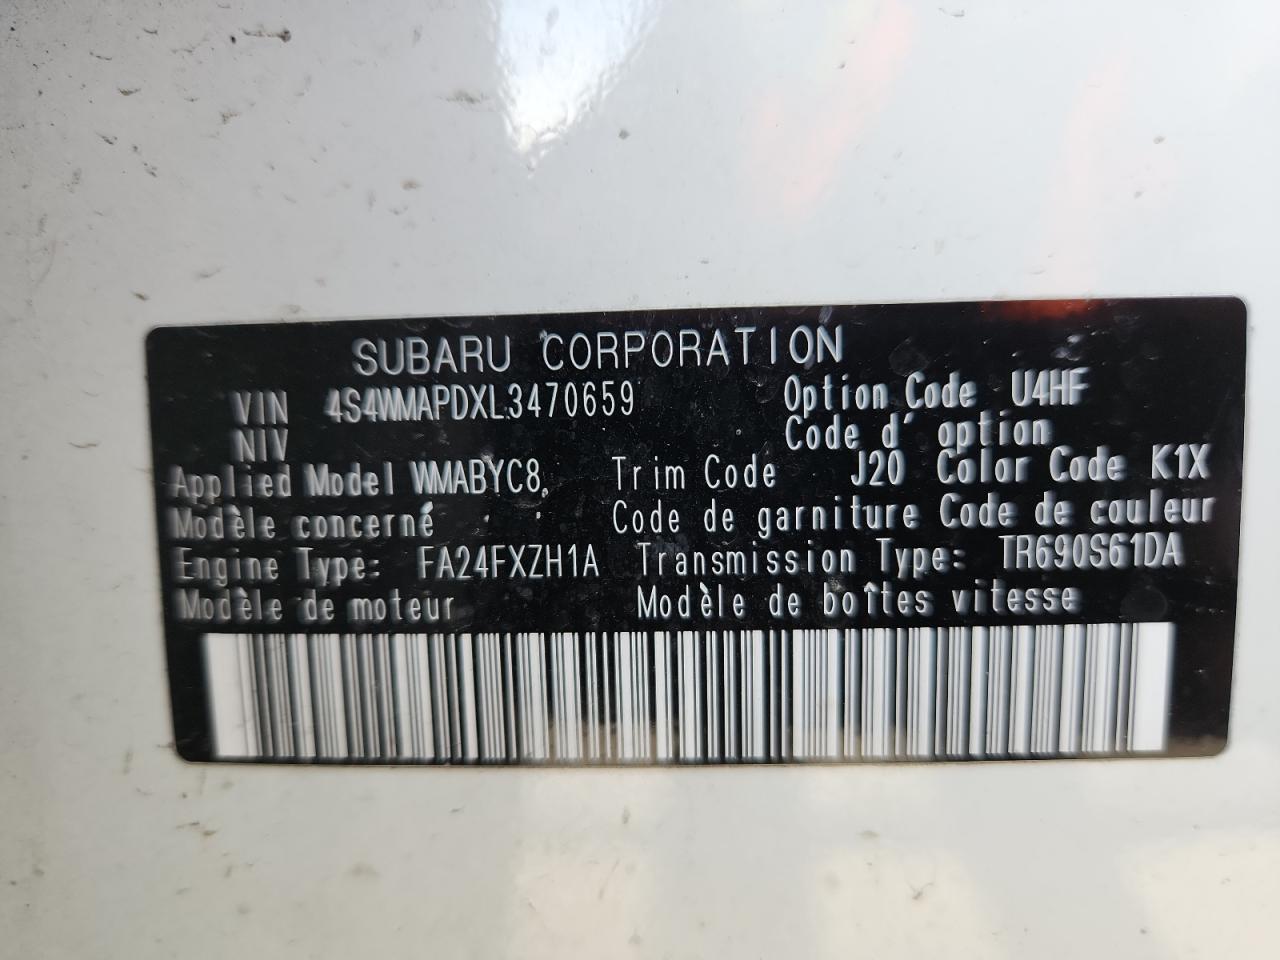 SUBARU CORPORATION
VIN 4S4WMAPDXL3470659 Option Code U4HF
NIV Code d'option
Applied Model WMABYC8 Trim Code J20 Color Code K1X
Modèle concerné Code de garniture Code de couleur
Engine Type: FA24FXZH1A Transmission Type: TR690S61DA
Modèle de moteur Modèle de boîtes vitesse